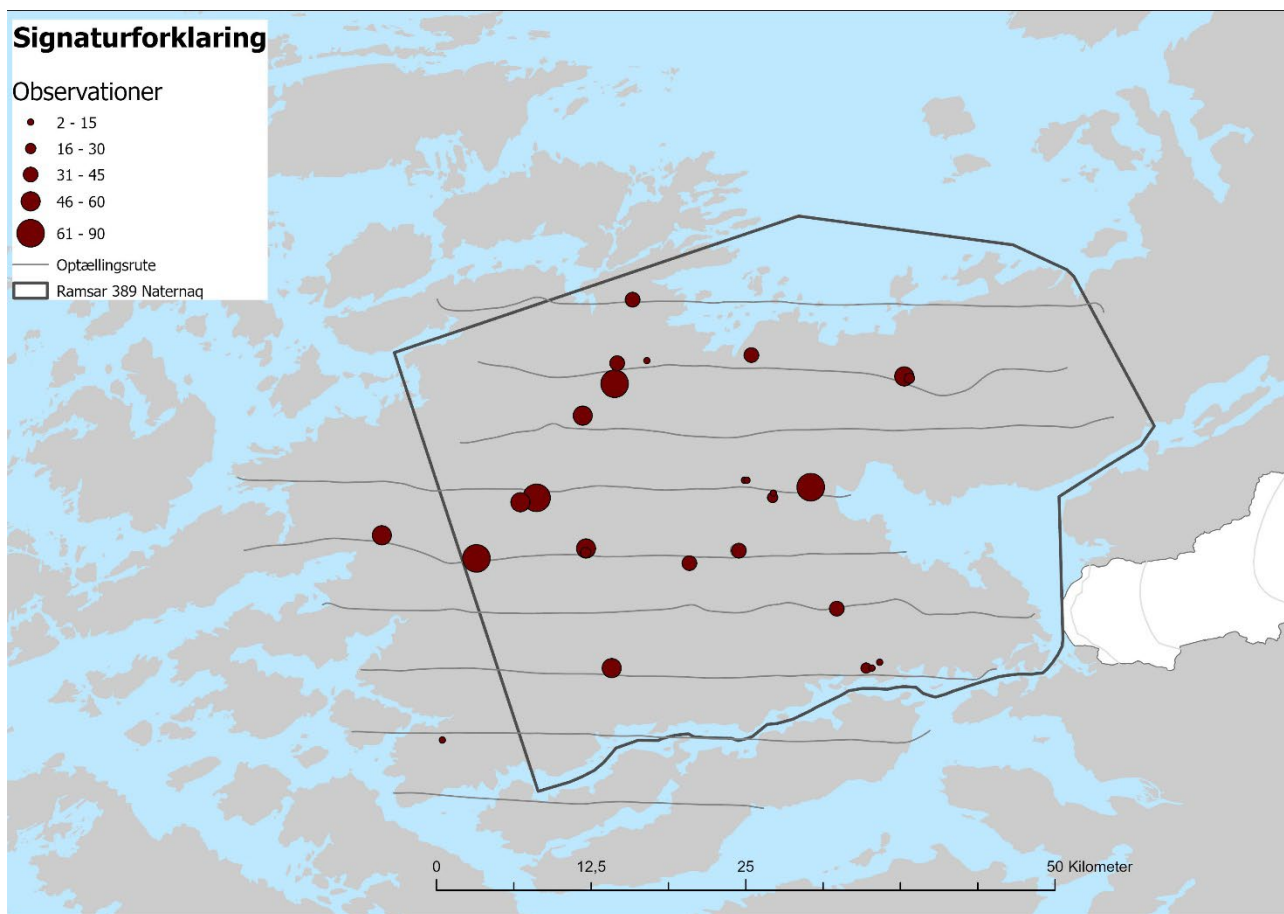 Signaturforklaring
Observationer
2 - 15
16 - 30
31 - 45
46 - 60
61 - 90
Optællingsrute
Ramsar 389 Naternaq
0 12,5 25 50 Kilometer